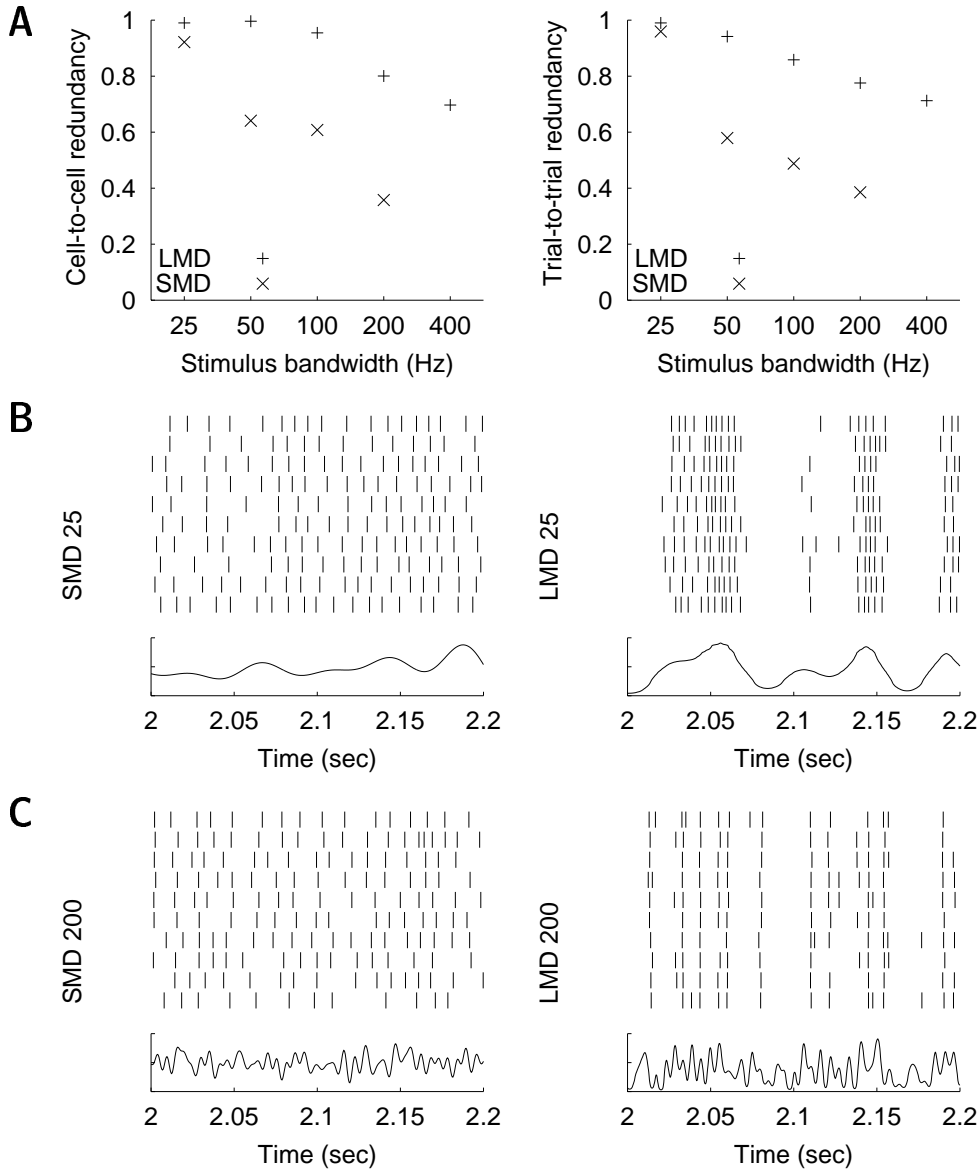 A
Cell-to-cell redundancy
1
0.8
0.6
0.4
0.2
0
LMD
SMD
25 50 100 200 400
Stimulus bandwidth (Hz)
Trial-to-trial redundancy
1
0.8
0.6
0.4
0.2
0
LMD
SMD
25 50 100 200 400
Stimulus bandwidth (Hz)
B
SMD 25
2 2.05 2.1 2.15 2.2
Time (sec)
LMD 25
2 2.05 2.1 2.15 2.2
Time (sec)
C
SMD 200
2 2.05 2.1 2.15 2.2
Time (sec)
LMD 200
2 2.05 2.1 2.15 2.2
Time (sec)